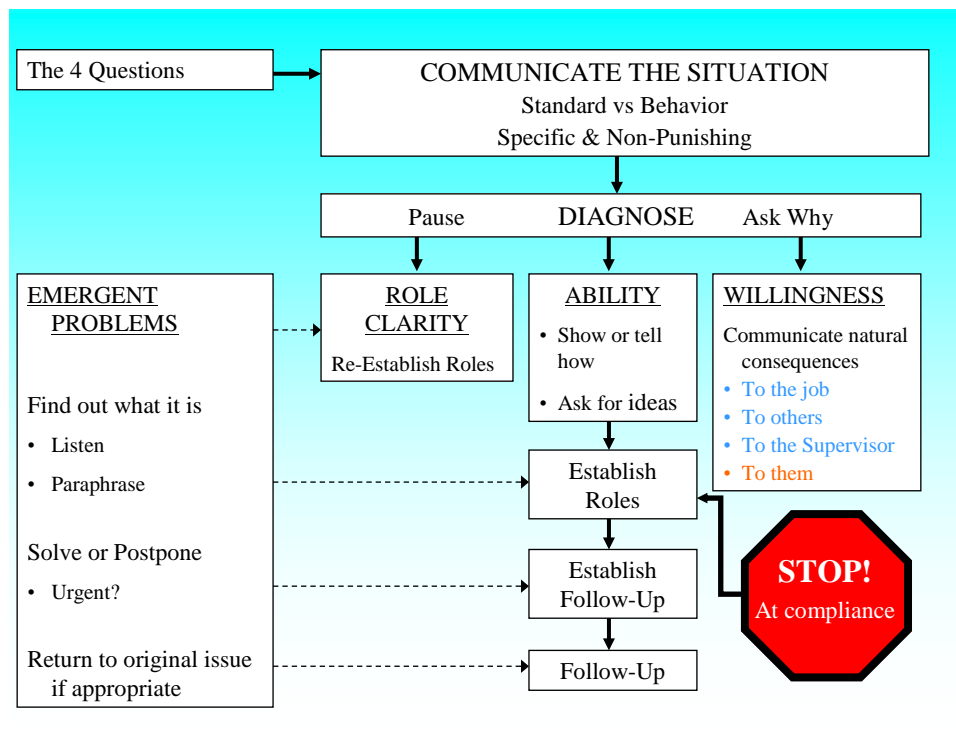 The 4 Questions
COMMUNICATE THE SITUATION
Standard vs Behavior
Specific & Non-Punishing
Pause DIAGNOSE Ask Why
EMERGENT
PROBLEMS
Find out what it is
• Listen
• Paraphrase
Solve or Postpone
• Urgent?
Return to original issue
if appropriate
ROLE
CLARITY
Re-Establish Roles
ABILITY
• Show or tell
how
• Ask for ideas
WILLINGNESS
Communicate natural
consequences
• To the job
• To others
• To the Supervisor
• To them
Establish
Roles
STOP!
At compliance
Establish
Follow-Up
Follow-Up